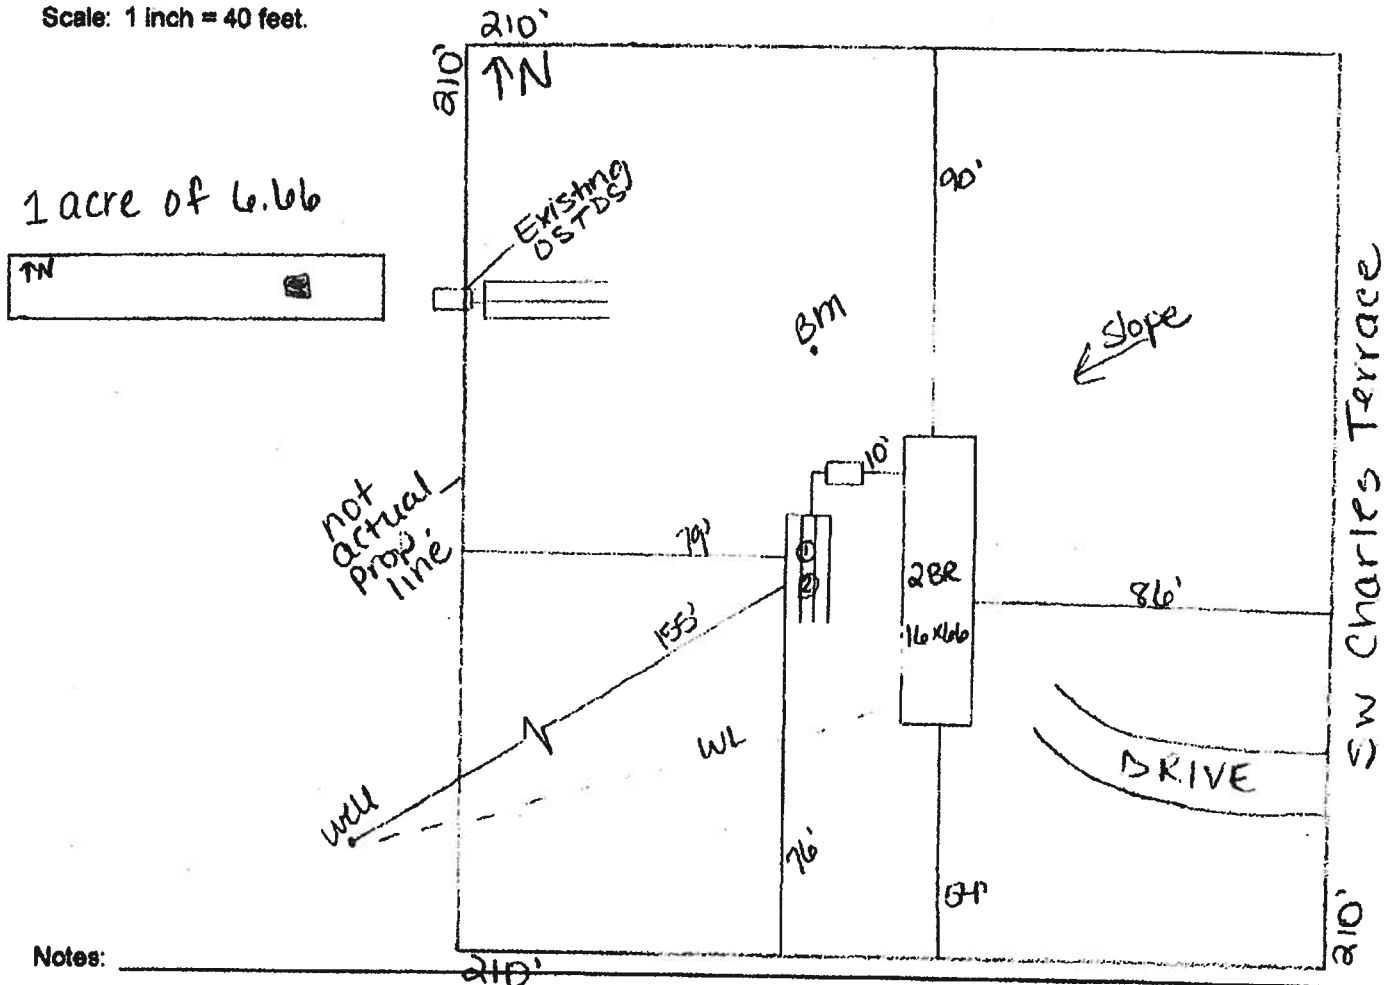 Scale: 1 inch = 40 feet.
210'
210'
↑N
1 acre of 6.66
↑N
Existing
OSTDS
90'
BM
Slope
SW Charles Terrace
10'
not
actual
prop.
line
79'
1
2
2BR
16x66
86'
155'
WL
DRIVE
well
76'
54'
210'
Notes:
210'